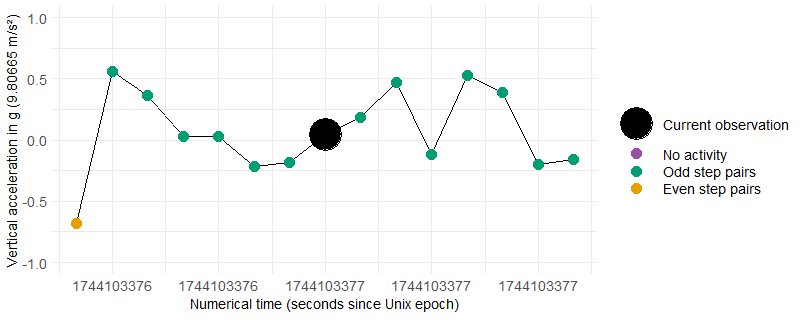 Vertical acceleration in g (9.80665 m/s²)
1.0
0.5
0.0
-0.5
-1.0
1744103376 1744103376 1744103377 1744103377 1744103377
Numerical time (seconds since Unix epoch)
Current observation
No activity
Odd step pairs
Even step pairs